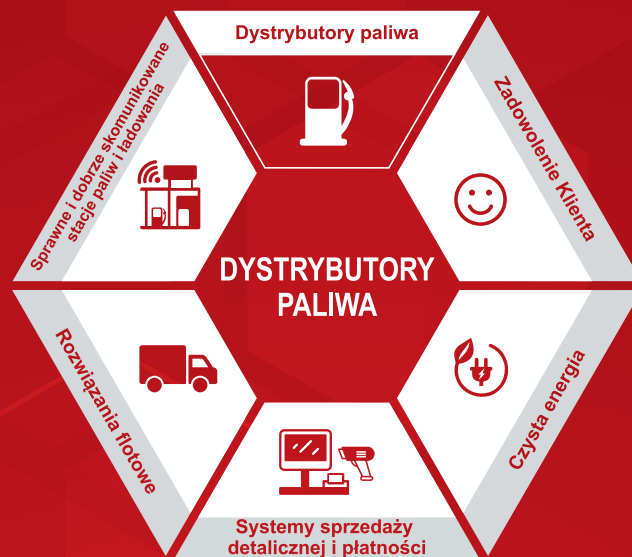 Dystrybutory paliwa
Zadowolenie Klienta
Czysta energia
Systemy sprzedaży
detalicznej i płatności
Rozwiązania flotowe
Sprawne i dobrze skomunikowane
stacje paliw i ładowania
DYSTRYBUTORY
PALIWA